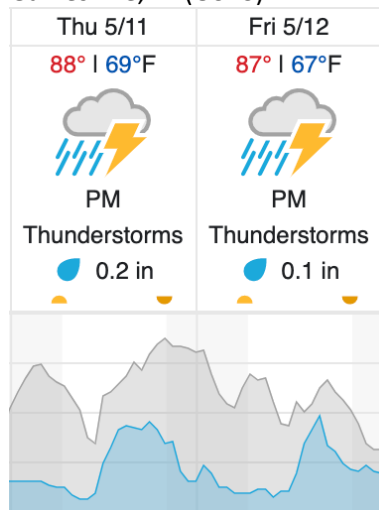 Thu 5/11 Fri 5/12
88° | 69°F 87° | 67°F
PM PM
Thunderstorms Thunderstorms
0.2 in 0.1 in